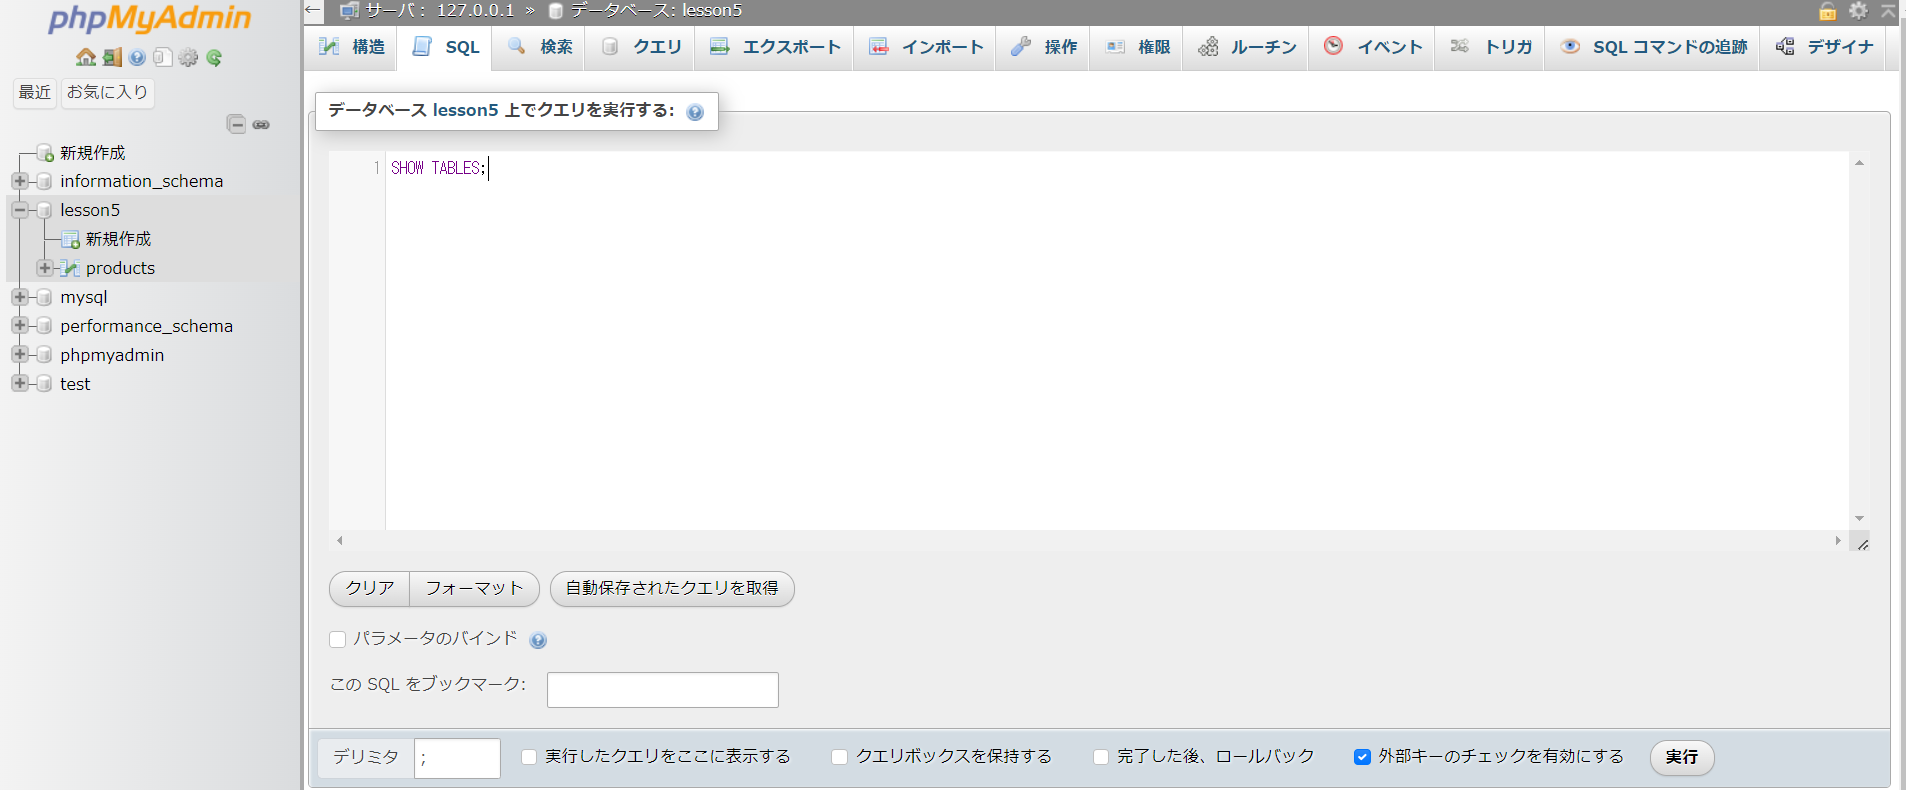 phpMyAdmin
最近 お気に入り
新規作成
information_schema
lesson5
新規作成
products
mysql
performance_schema
phpmyadmin
test
← サーバ： 127.0.0.1 » データベース: lesson5
構造 SQL 検索 クエリ エクスポート インポート 操作 権限 ルーチン イベント トリガ SQL コマンドの追跡 デザイナ
データベース lesson5 上でクエリを実行する:
1 SHOW TABLES;
クリア フォーマット 自動保存されたクエリを取得
パラメータのバインド
この SQL をブックマーク:
デリミタ ; 実行したクエリをここに表示する クエリボックスを保持する 完了した後、ロールバック 外部キーのチェックを有効にする 実行